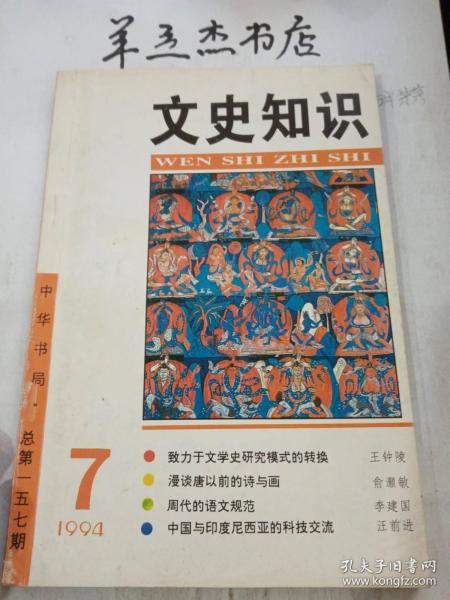 羊立杰书店
文史知识
WEN SHI ZHI SHI
中华书局·总第一五七期
7
1994
致力于文学史研究模式的转换 王钟陵
漫谈唐以前的诗与画 俞灏敏
周代的语文规范 李建国
中国与印度尼西亚的科技交流 汪前进
孔夫子旧书网
www.kongfz.com